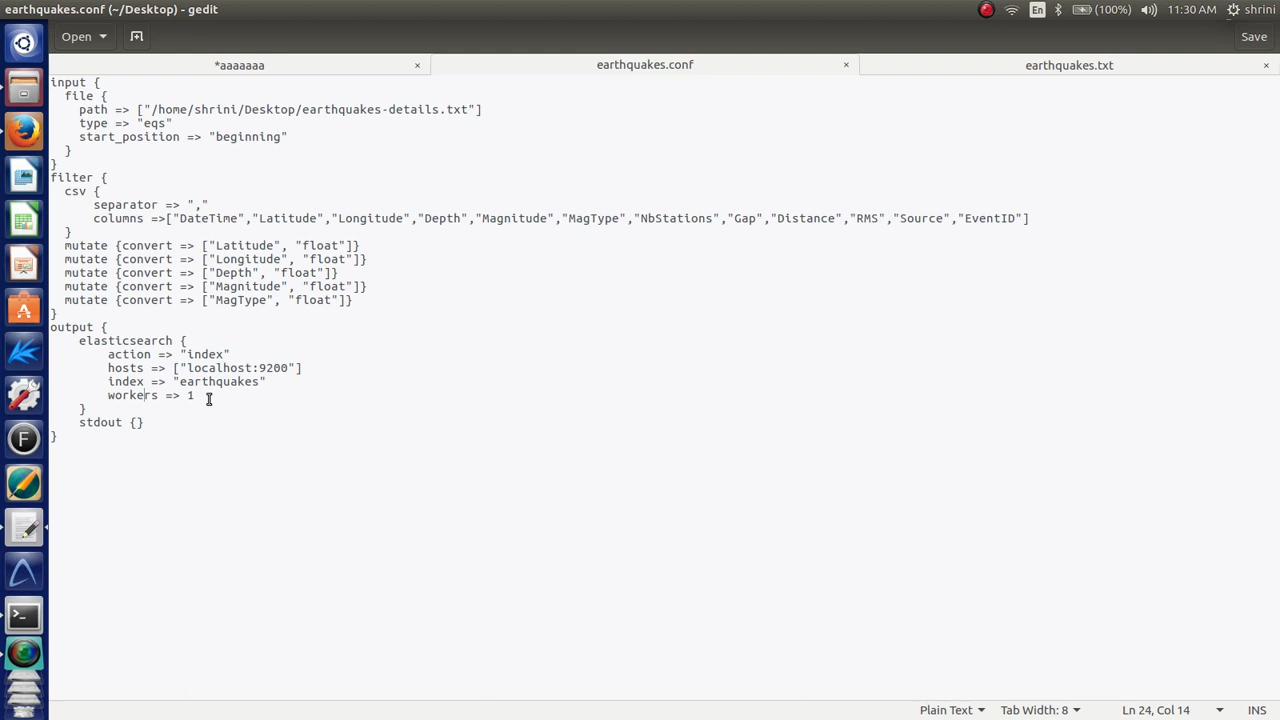 earthquakes.conf (~/Desktop) - gedit
En (100%) 11:30 AM shrini
Open Save
*aaaaaaa × earthquakes.conf × earthquakes.txt ×
input {
  file {
    path => ["/home/shrini/Desktop/earthquakes-details.txt"]
    type => "eqs"
    start_position => "beginning"
  }
}
filter {
  csv {
      separator => ","
      columns =>["DateTime","Latitude","Longitude","Depth","Magnitude","MagType","NbStations","Gap","Distance","RMS","Source","EventID"]
  }
  mutate {convert => ["Latitude", "float"]}
  mutate {convert => ["Longitude", "float"]}
  mutate {convert => ["Depth", "float"]}
  mutate {convert => ["Magnitude", "float"]}
  mutate {convert => ["MagType", "float"]}
}
output {
    elasticsearch {
        action => "index"
        hosts => ["localhost:9200"]
        index => "earthquakes"
        workers => 1
    }
    stdout {}
}
Plain Text Tab Width: 8 Ln 24, Col 14 INS